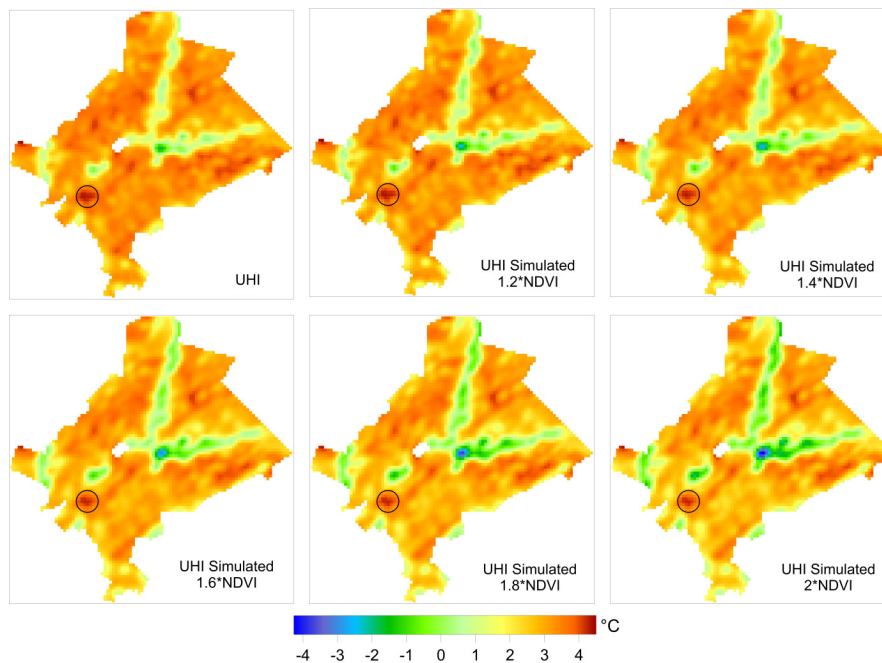 UHI
UHI Simulated
1.2*NDVI
UHI Simulated
1.4*NDVI
UHI Simulated
1.6*NDVI
UHI Simulated
1.8*NDVI
UHI Simulated
2*NDVI
°C
-4 -3 -2 -1 0 1 2 3 4